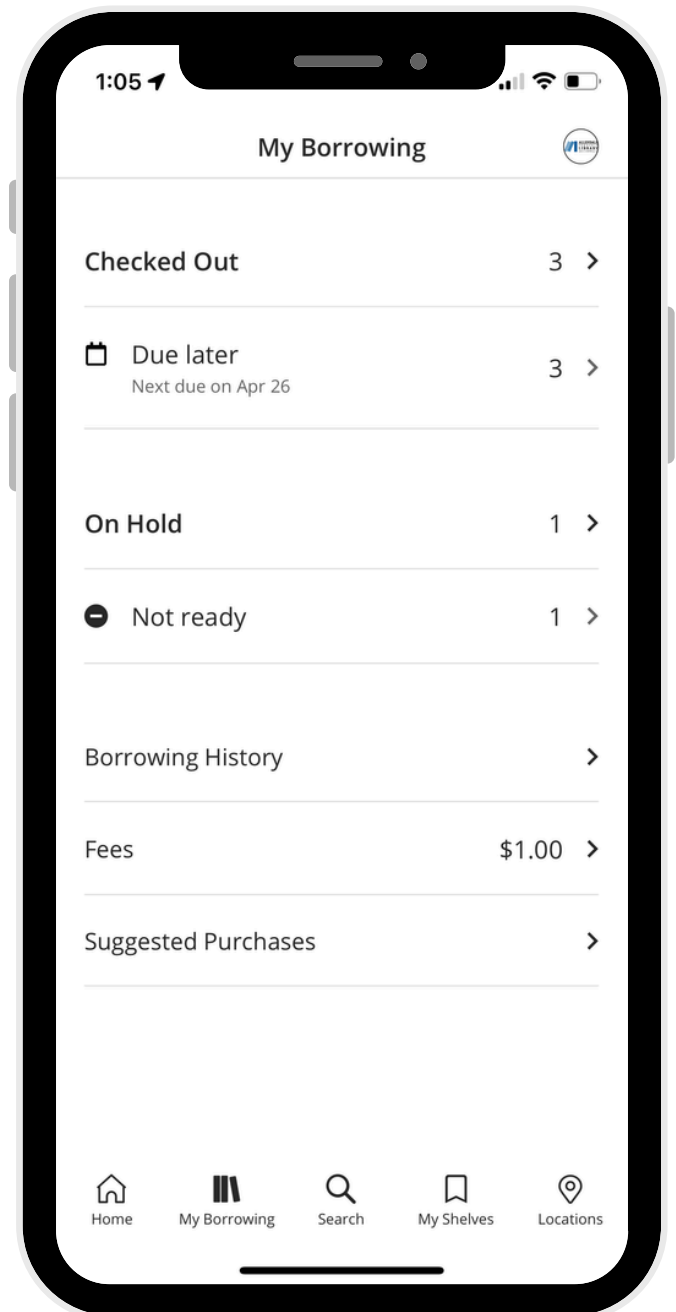 1:05
My Borrowing
Checked Out 3
Due later 3
Next due on Apr 26
On Hold 1
Not ready 1
Borrowing History
Fees $1.00
Suggested Purchases
Home My Borrowing Search My Shelves Locations